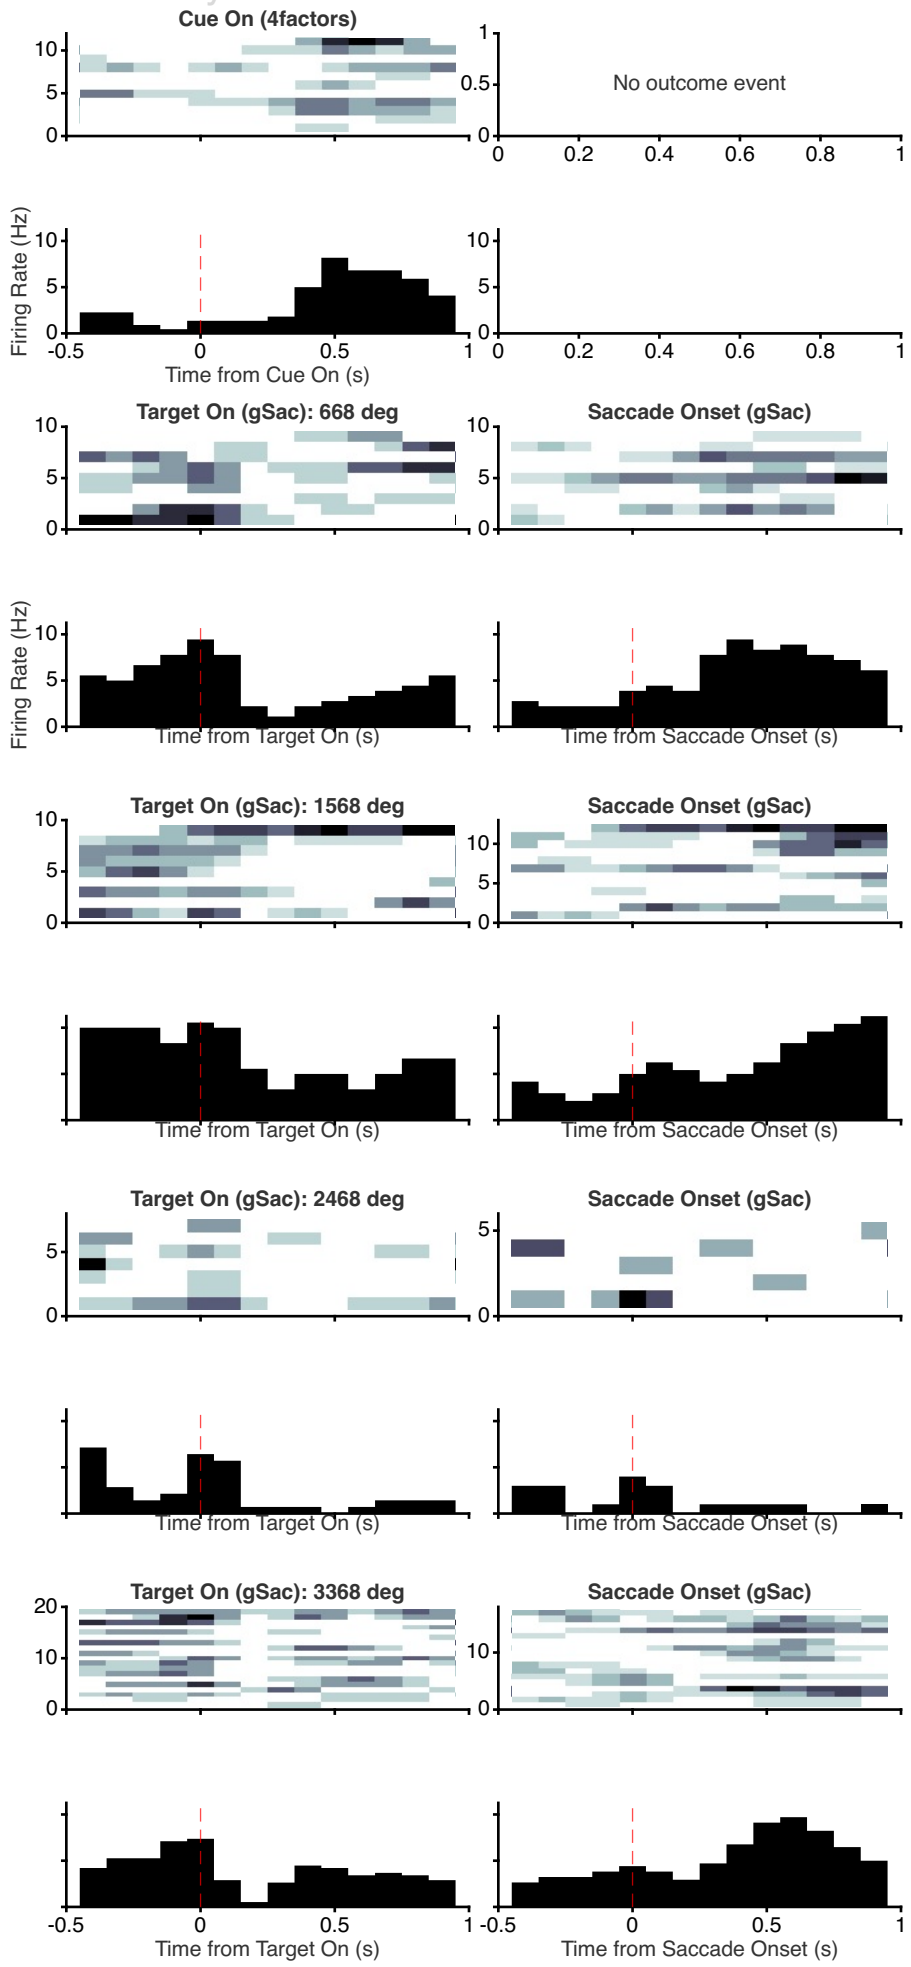 Cue On (4factors)
10
5
0
1
0.5
0
No outcome event
0 0.2 0.4 0.6 0.8 1
Firing Rate (Hz)
10
5
0
-0.5 0 0.5 1
Time from Cue On (s)
10
5
0
0 0.2 0.4 0.6 0.8 1
Target On (gSac): 668 deg
10
5
0
Saccade Onset (gSac)
10
5
0
Firing Rate (Hz)
10
5
0
Time from Target On (s)
Time from Saccade Onset (s)
Target On (gSac): 1568 deg
10
5
0
Saccade Onset (gSac)
10
5
0
Time from Target On (s)
Time from Saccade Onset (s)
Target On (gSac): 2468 deg
5
0
Saccade Onset (gSac)
5
0
Time from Target On (s)
Time from Saccade Onset (s)
Target On (gSac): 3368 deg
20
10
0
Saccade Onset (gSac)
10
0
-0.5 0 0.5 1
Time from Target On (s)
-0.5 0 0.5 1
Time from Saccade Onset (s)